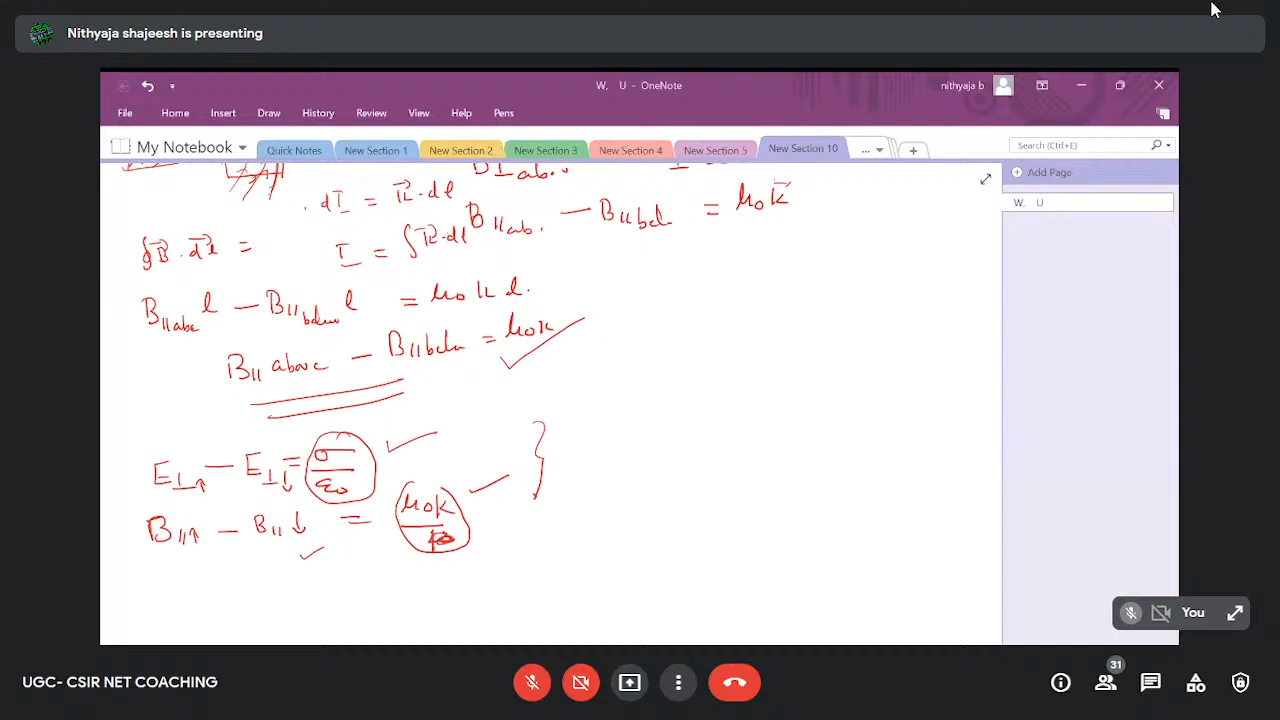 Nithyaja shajeesh is presenting
W, U - OneNote
nithyaja b
File Home Insert Draw History Review View Help Pens
My Notebook
Quick Notes New Section 1 New Section 2 New Section 3 New Section 4 New Section 5 New Section 10 ... +
Search (Ctrl+E)
Add Page
W, U
dI = K⃗·dl
B∥ab. − B∥bel = μ₀K⃗
∮B⃗·dl⃗ =
I = ∫K⃗·dl
B∥abe l − B∥below l = μ₀ K l.
B∥ above − B∥ below = μ₀K
E⊥↑ − E⊥↓ = σ/ε₀
B∥↑ − B∥↓ = μ₀K
You
UGC- CSIR NET COACHING
31